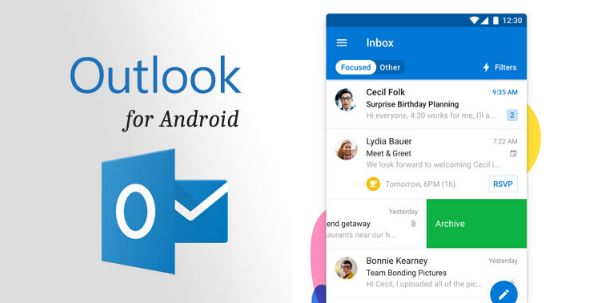 Outlook
for Android
O
12:30
Inbox
Focused Other Filters
Cecil Folk 9:35 AM
Surprise Birthday Planning
Hi everyone, 4:30 works for me, I'll a... 2
Lydia Bauer 7:22 AM
Meet & Greet
We look forward to welcoming Cecil i...
Tomorrow, 6PM (1h) RSVP
Yesterday
end getaway
taurants near our h... Archive
Bonnie Kearney Yesterday
Team Bonding Pictures
Hi Cecil, I uploaded all of the pic...